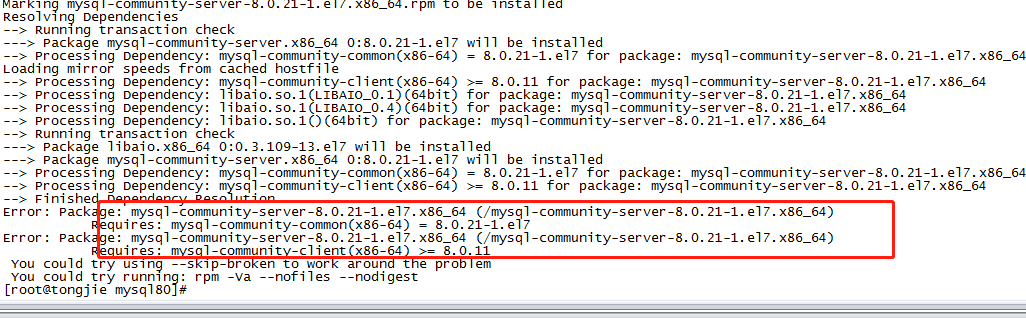 Marking mysql-community-server-8.0.21-1.el7.x86_64.rpm to be installed
Resolving Dependencies
--> Running transaction check
---> Package mysql-community-server.x86_64 0:8.0.21-1.el7 will be installed
--> Processing Dependency: mysql-community-common(x86-64) = 8.0.21-1.el7 for package: mysql-community-server-8.0.21-1.el7.x86_64
Loading mirror speeds from cached hostfile
--> Processing Dependency: mysql-community-client(x86-64) >= 8.0.11 for package: mysql-community-server-8.0.21-1.el7.x86_64
--> Processing Dependency: libaio.so.1(LIBAIO_0.1)(64bit) for package: mysql-community-server-8.0.21-1.el7.x86_64
--> Processing Dependency: libaio.so.1(LIBAIO_0.4)(64bit) for package: mysql-community-server-8.0.21-1.el7.x86_64
--> Processing Dependency: libaio.so.1()(64bit) for package: mysql-community-server-8.0.21-1.el7.x86_64
--> Running transaction check
---> Package libaio.x86_64 0:0.3.109-13.el7 will be installed
---> Package mysql-community-server.x86_64 0:8.0.21-1.el7 will be installed
--> Processing Dependency: mysql-community-common(x86-64) = 8.0.21-1.el7 for package: mysql-community-server-8.0.21-1.el7.x86_64
--> Processing Dependency: mysql-community-client(x86-64) >= 8.0.11 for package: mysql-community-server-8.0.21-1.el7.x86_64
--> Finished Dependency Resolution
Error: Package: mysql-community-server-8.0.21-1.el7.x86_64 (/mysql-community-server-8.0.21-1.el7.x86_64)
Requires: mysql-community-common(x86-64) = 8.0.21-1.el7
Error: Package: mysql-community-server-8.0.21-1.el7.x86_64 (/mysql-community-server-8.0.21-1.el7.x86_64)
Requires: mysql-community-client(x86-64) >= 8.0.11
You could try using --skip-broken to work around the problem
You could try running: rpm -Va --nofiles --nodigest
[root@tongjie mysql80]#